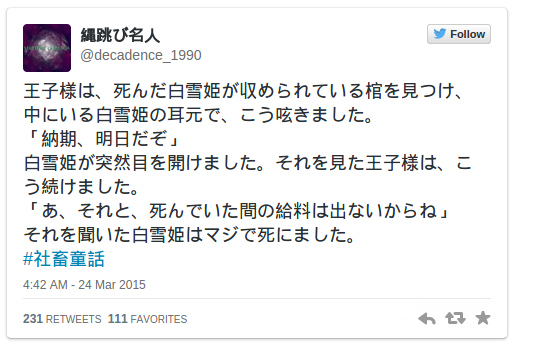 縄跳び名人
@decadence_1990
Follow
王子様は、死んだ白雪姫が収められている棺を見つけ、
中にいる白雪姫の耳元で、こう呟きました。
「納期、明日だぞ」
白雪姫が突然目を開けました。それを見た王子様は、こ
う続けました。
「あ、それと、死んでいた間の給料は出ないからね」
それを聞いた白雪姫はマジで死にました。
#社畜童話
4:42 AM - 24 Mar 2015
231 RETWEETS 111 FAVORITES